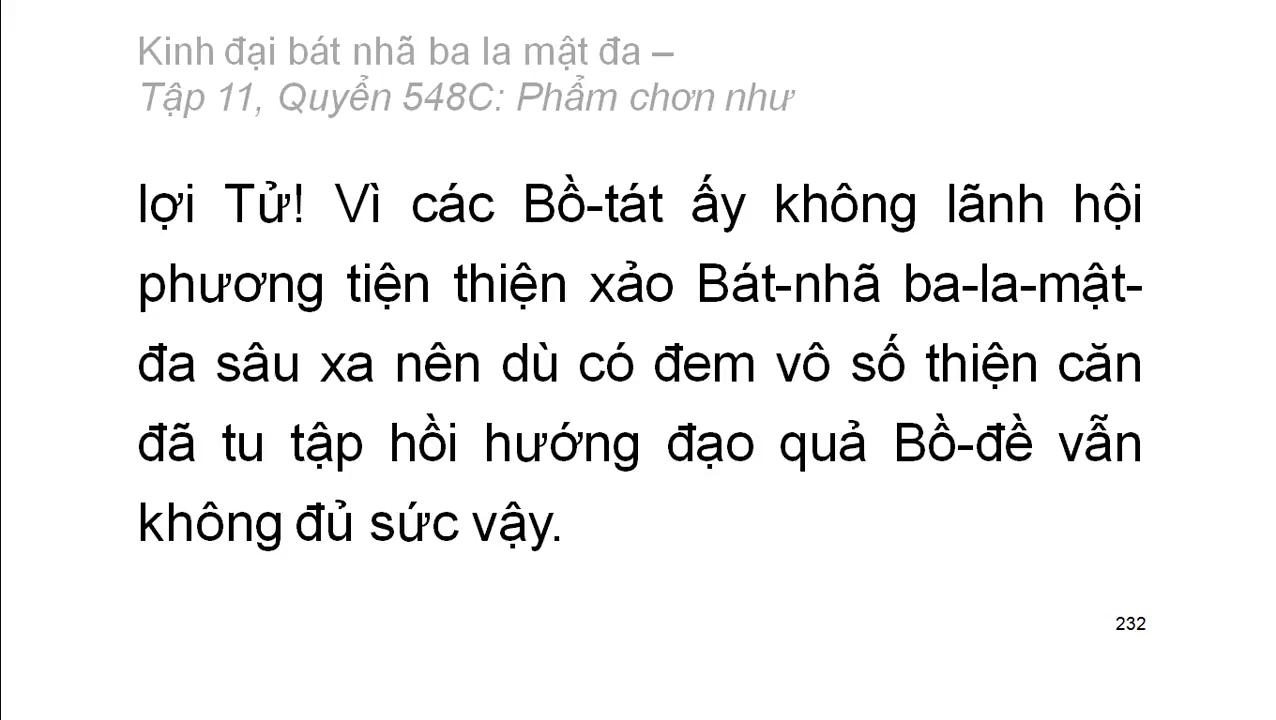 Kinh đại bát nhã ba la mật đa –
Tập 11, Quyển 548C: Phẩm chơn như
lợi Tử! Vì các Bồ-tát ấy không lãnh hội
phương tiện thiện xảo Bát-nhã ba-la-mật-
đa sâu xa nên dù có đem vô số thiện căn
đã tu tập hồi hướng đạo quả Bồ-đề vẫn
không đủ sức vậy.
232